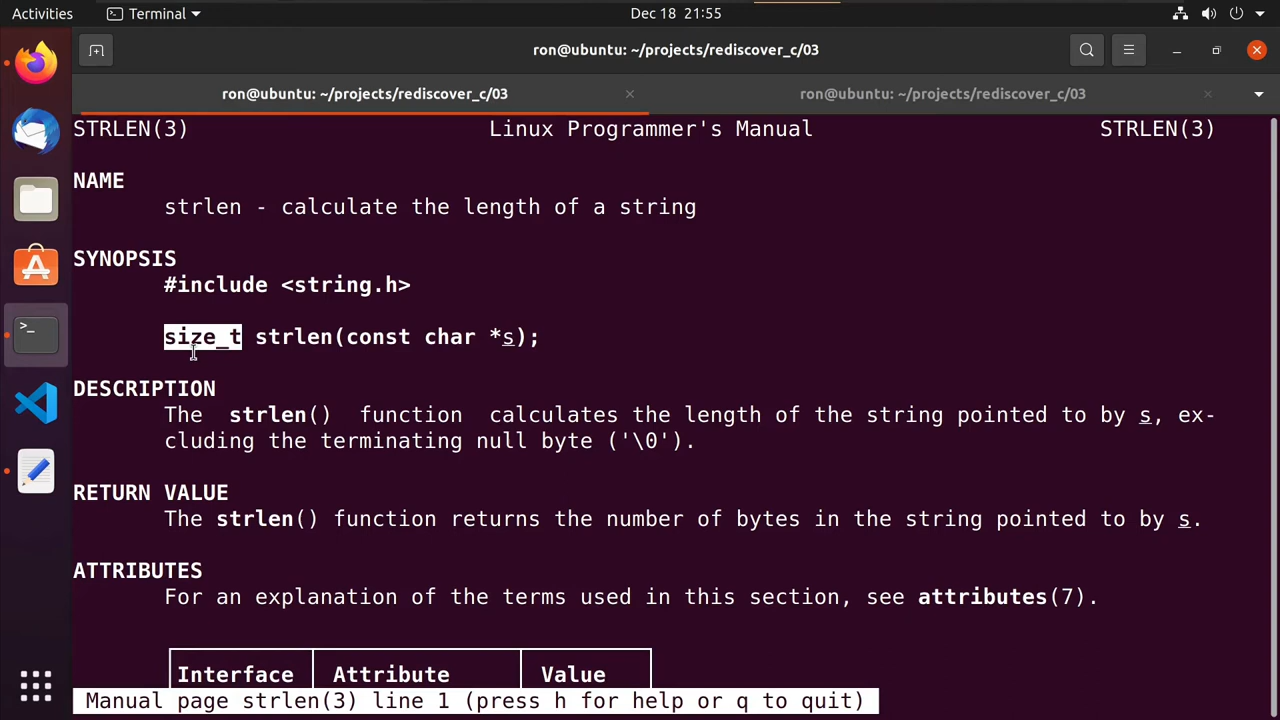 Activities Terminal Dec 18 21:55
ron@ubuntu: ~/projects/rediscover_c/03
ron@ubuntu: ~/projects/rediscover_c/03 ron@ubuntu: ~/projects/rediscover_c/03
STRLEN(3) Linux Programmer's Manual STRLEN(3)
NAME
strlen - calculate the length of a string
SYNOPSIS
#include <string.h>
size_t strlen(const char *s);
DESCRIPTION
The strlen() function calculates the length of the string pointed to by s, ex-
cluding the terminating null byte ('\0').
RETURN VALUE
The strlen() function returns the number of bytes in the string pointed to by s.
ATTRIBUTES
For an explanation of the terms used in this section, see attributes(7).
Interface Attribute Value
Manual page strlen(3) line 1 (press h for help or q to quit)